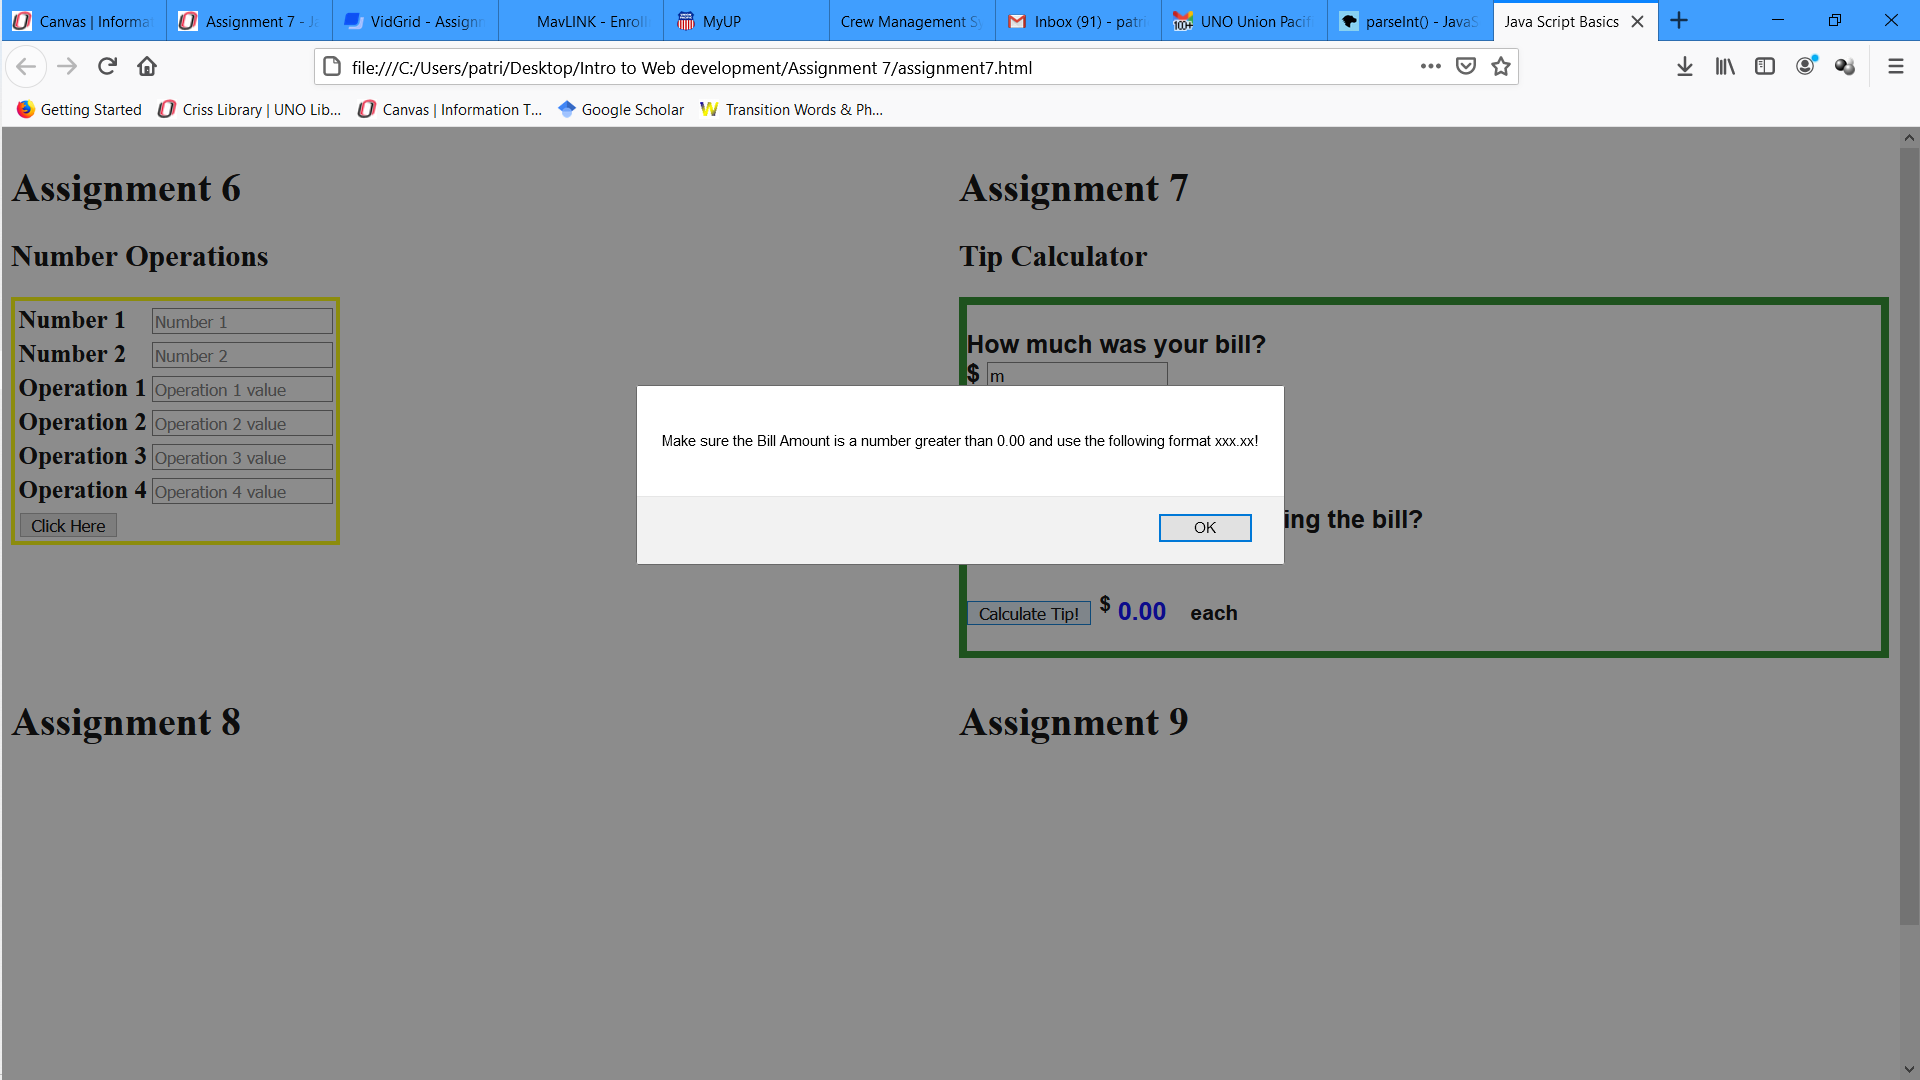 Canvas | Informa
Assignment 7 - Ja
VidGrid - Assignm
MavLINK - Enroll
MyUP
Crew Management Sy
Inbox (91) - patri
UNO Union Pacif
parseInt() - JavaS
Java Script Basics
file:///C:/Users/patri/Desktop/Intro to Web development/Assignment 7/assignment7.html
Getting Started
Criss Library | UNO Lib...
Canvas | Information T...
Google Scholar
Transition Words & Ph...
Assignment 6
Number Operations
Number 1 Number 1
Number 2 Number 2
Operation 1 Operation 1 value
Operation 2 Operation 2 value
Operation 3 Operation 3 value
Operation 4 Operation 4 value
Click Here
Assignment 7
Tip Calculator
How much was your bill?
$ m
Make sure the Bill Amount is a number greater than 0.00 and use the following format xxx.xx!
OK
ing the bill?
Calculate Tip! $ 0.00 each
Assignment 8
Assignment 9